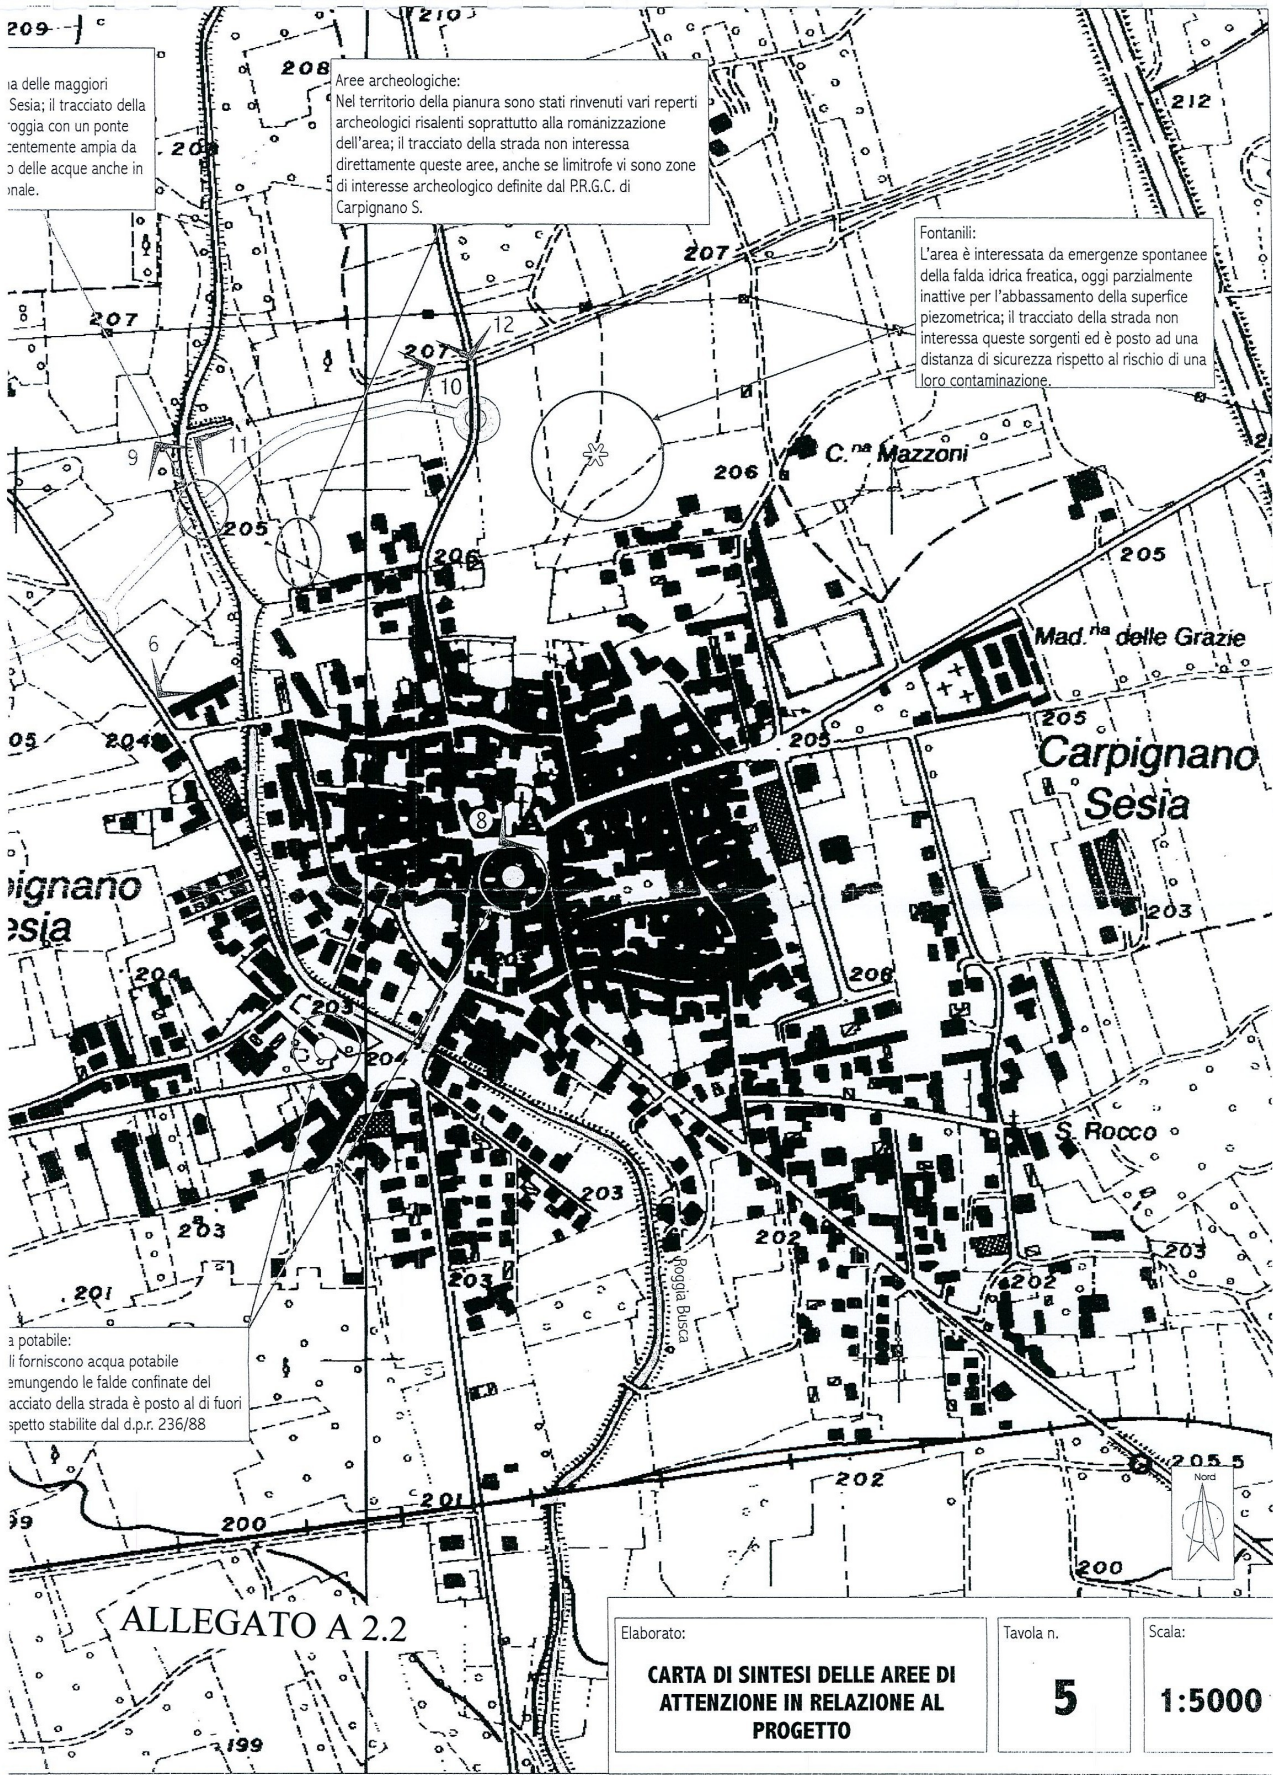 209
210
208
212
a delle maggiori
Sesia; il tracciato della
roggia con un ponte
centemente ampia da
o delle acque anche in
nale.
Aree archeologiche:
Nel territorio della pianura sono stati rinvenuti vari reperti
archeologici risalenti soprattutto alla romanizzazione
dell'area; il tracciato della strada non interessa
direttamente queste aree, anche se limitrofe vi sono zone
di interesse archeologico definite dal P.R.G.C. di
Carpignano S.
Fontanili:
L'area è interessata da emergenze spontanee
della falda idrica freatica, oggi parzialmente
inattive per l'abbassamento della superfice
piezometrica; il tracciato della strada non
interessa queste sorgenti ed è posto ad una
distanza di sicurezza rispetto al rischio di una
loro contaminazione.
207
207
12
207
10
9
11
C.na Mazzoni
206
205
206
205
6
Mad.na delle Grazie
05
204
205
205
Carpignano
Sesia
8
pignano
esia
203
204
206
203
204
S. Rocco
203
203
202
203
203
202
201
Roggia Busca
a potabile:
li forniscono acqua potabile
emungendo le falde confinate del
acciato della strada è posto al di fuori
spetto stabilite dal d.p.r. 236/88
205.5
202
201
200
99
Nord
200
ALLEGATO A 2.2
199
Elaborato:
CARTA DI SINTESI DELLE AREE DI
ATTENZIONE IN RELAZIONE AL
PROGETTO
Tavola n.
5
Scala:
1:5000